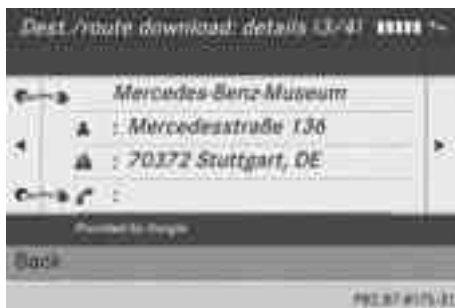 Dest./route download: details (3/4)
Mercedes-Benz Museum
: Mercedesstraße 136
: 70372 Stuttgart, DE
:
Provided by Google
Back